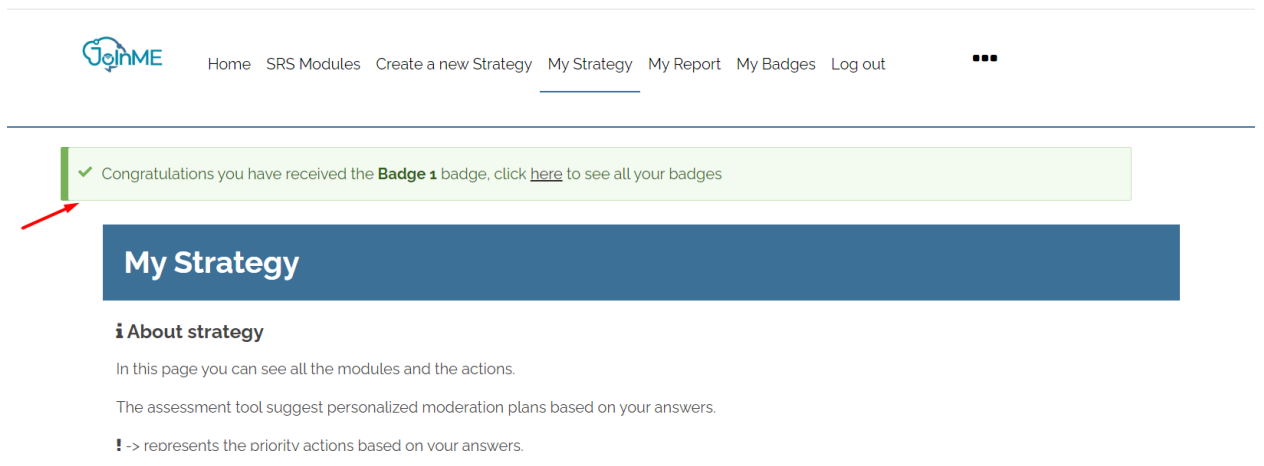 JoinME
Home SRS Modules Create a new Strategy My Strategy My Report My Badges Log out
Congratulations you have received the Badge 1 badge, click here to see all your badges
My Strategy
About strategy
In this page you can see all the modules and the actions.
The assessment tool suggest personalized moderation plans based on your answers.
! -> represents the priority actions based on your answers.